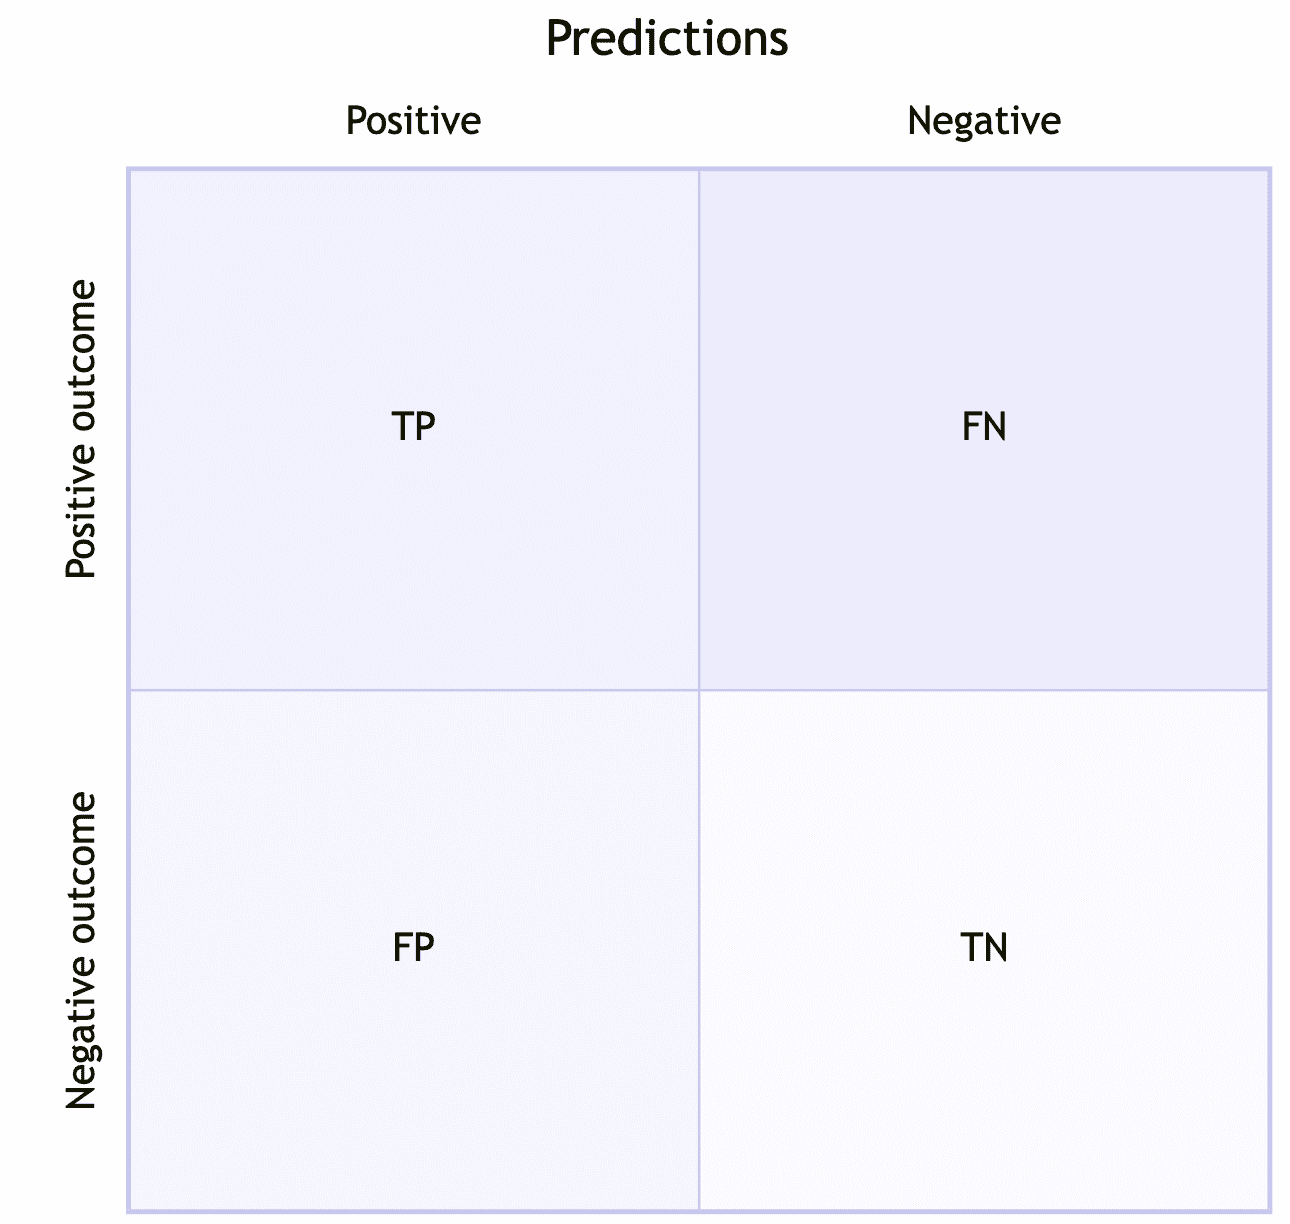 Predictions
Positive
Negative
Positive outcome
TP
FN
Negative outcome
FP
TN